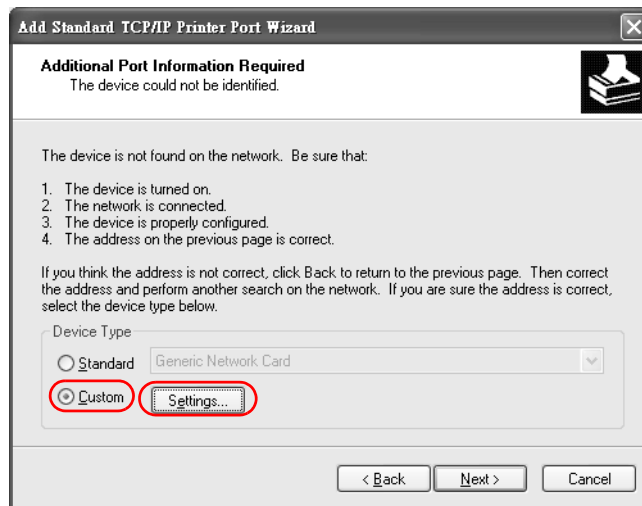 Add Standard TCP/IP Printer Port Wizard
Additional Port Information Required
The device could not be identified.
The device is not found on the network. Be sure that:
1. The device is turned on.
2. The network is connected.
3. The device is properly configured.
4. The address on the previous page is correct.
If you think the address is not correct, click Back to return to the previous page. Then correct
the address and perform another search on the network. If you are sure the address is correct,
select the device type below.
Device Type
Standard Generic Network Card
Custom Settings...
< Back Next > Cancel